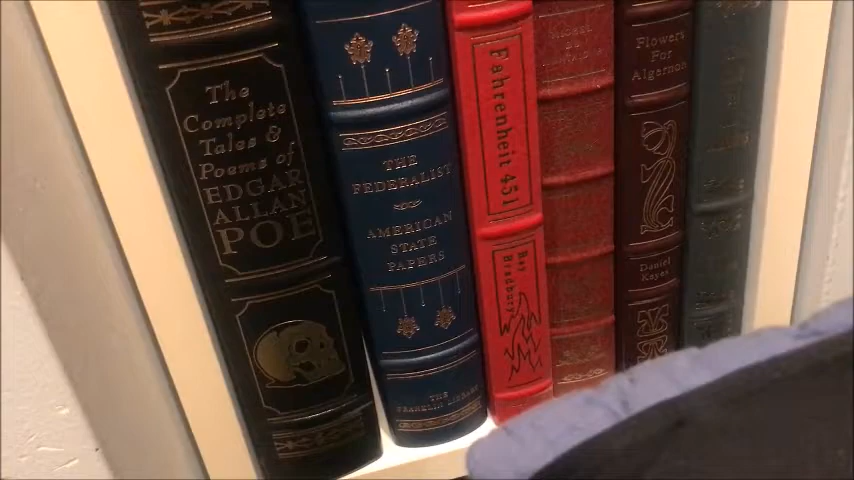 The
Complete
Tales &
Poems of
EDGAR
ALLAN
POE
THE
FEDERALIST
AMERICAN
STATE
PAPERS
THE
FRANKLIN LIBRARY
Fahrenheit 451
Ray
Bradbury
FLOWERS
FOR
ALGERNON
DANIEL
KEYES